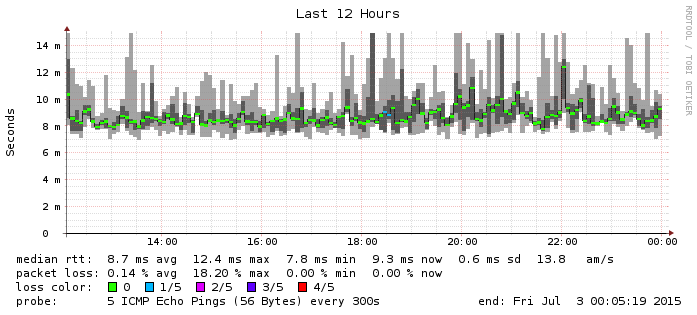 Last 12 Hours
RRDTOOL / TOBI OETIKER
Seconds
14 m
12 m
10 m
8 m
6 m
4 m
2 m
0
14:00 16:00 18:00 20:00 22:00 00:00
median rtt: 8.7 ms avg 12.4 ms max 7.8 ms min 9.3 ms now 0.6 ms sd 13.8 am/s
packet loss: 0.14 % avg 18.20 % max 0.00 % min 0.00 % now
loss color: 0 1/5 2/5 3/5 4/5
probe: 5 ICMP Echo Pings (56 Bytes) every 300s end: Fri Jul 3 00:05:19 2015